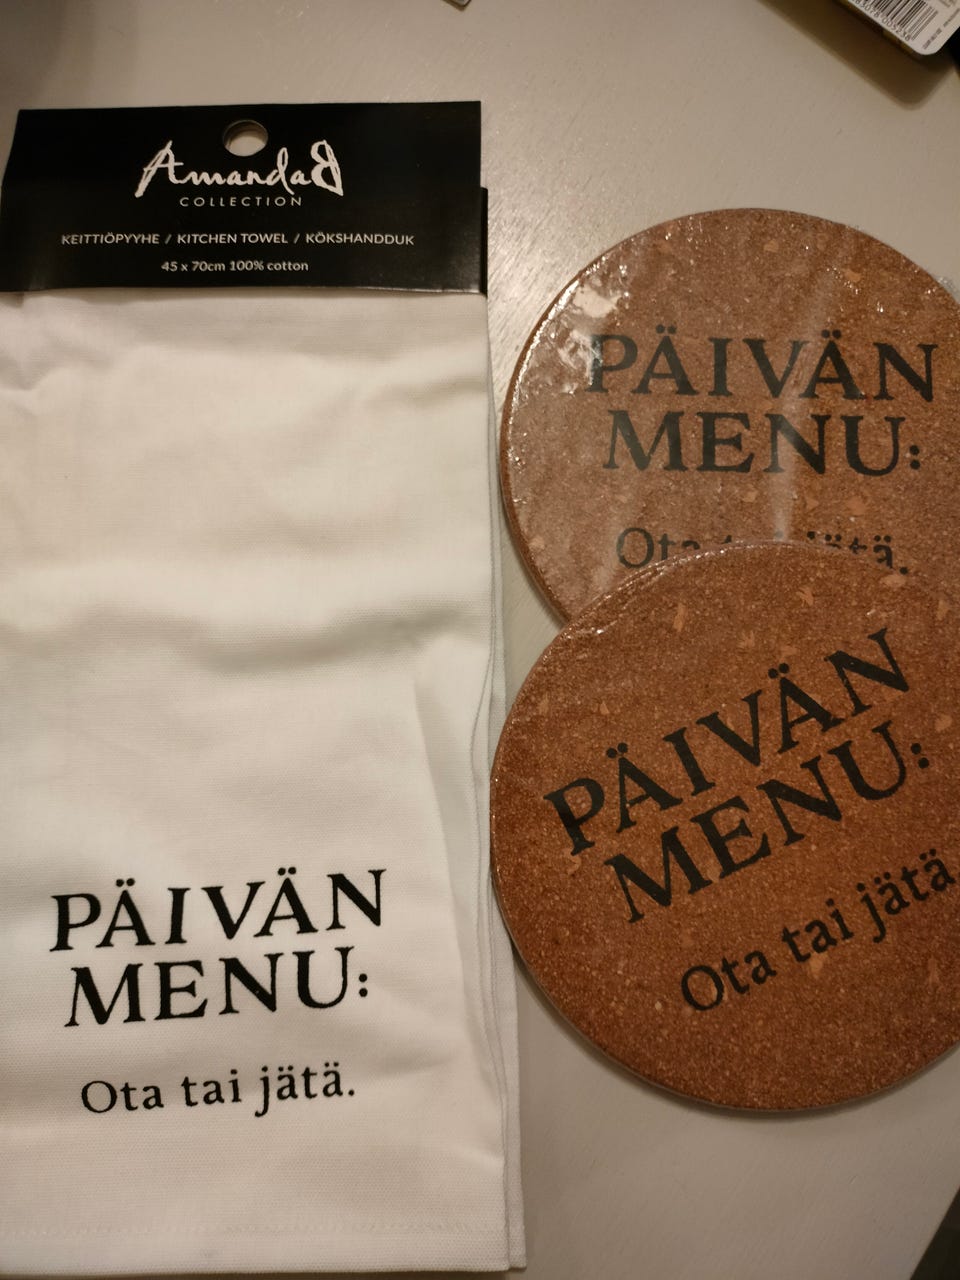 AmandaB
COLLECTION
KEITTIÖPYYHE / KITCHEN TOWEL / KÖKSHANDDUK
45 x 70cm 100% cotton
PÄIVÄN
MENU:
Ota tai jätä.
PÄIVÄN
MENU:
Ota tai jätä.
PÄIVÄN
MENU:
Ota tai jätä